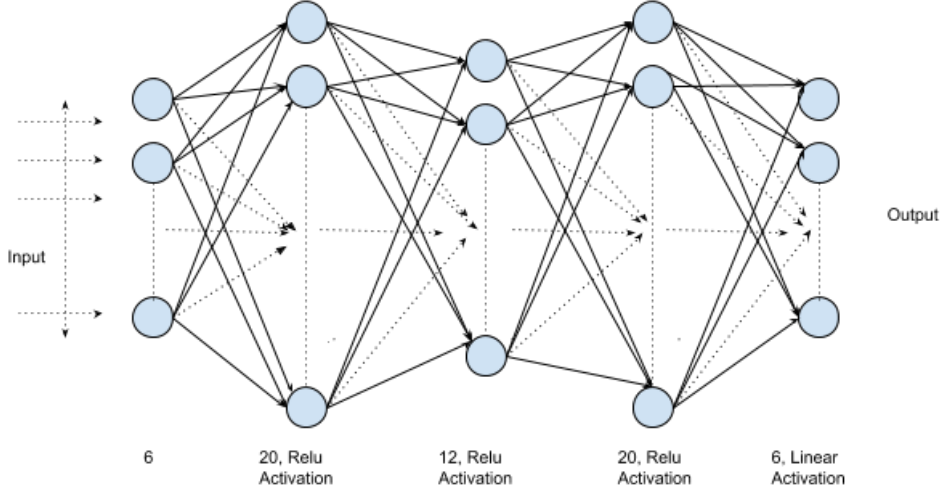 Input
Output
6
20, Relu
Activation
12, Relu
Activation
20, Relu
Activation
6, Linear
Activation